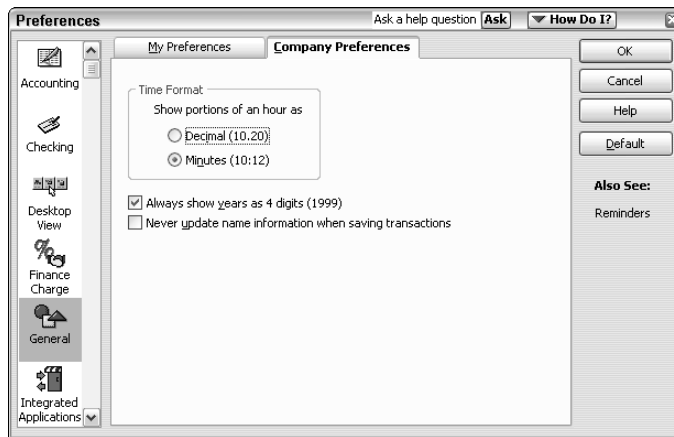 Preferences
Ask a help question Ask How Do I?
My Preferences Company Preferences
Accounting
Checking
Desktop
View
Finance
Charge
General
Integrated
Applications
Time Format
Show portions of an hour as
Decimal (10.20)
Minutes (10:12)
Always show years as 4 digits (1999)
Never update name information when saving transactions
OK
Cancel
Help
Default
Also See:
Reminders